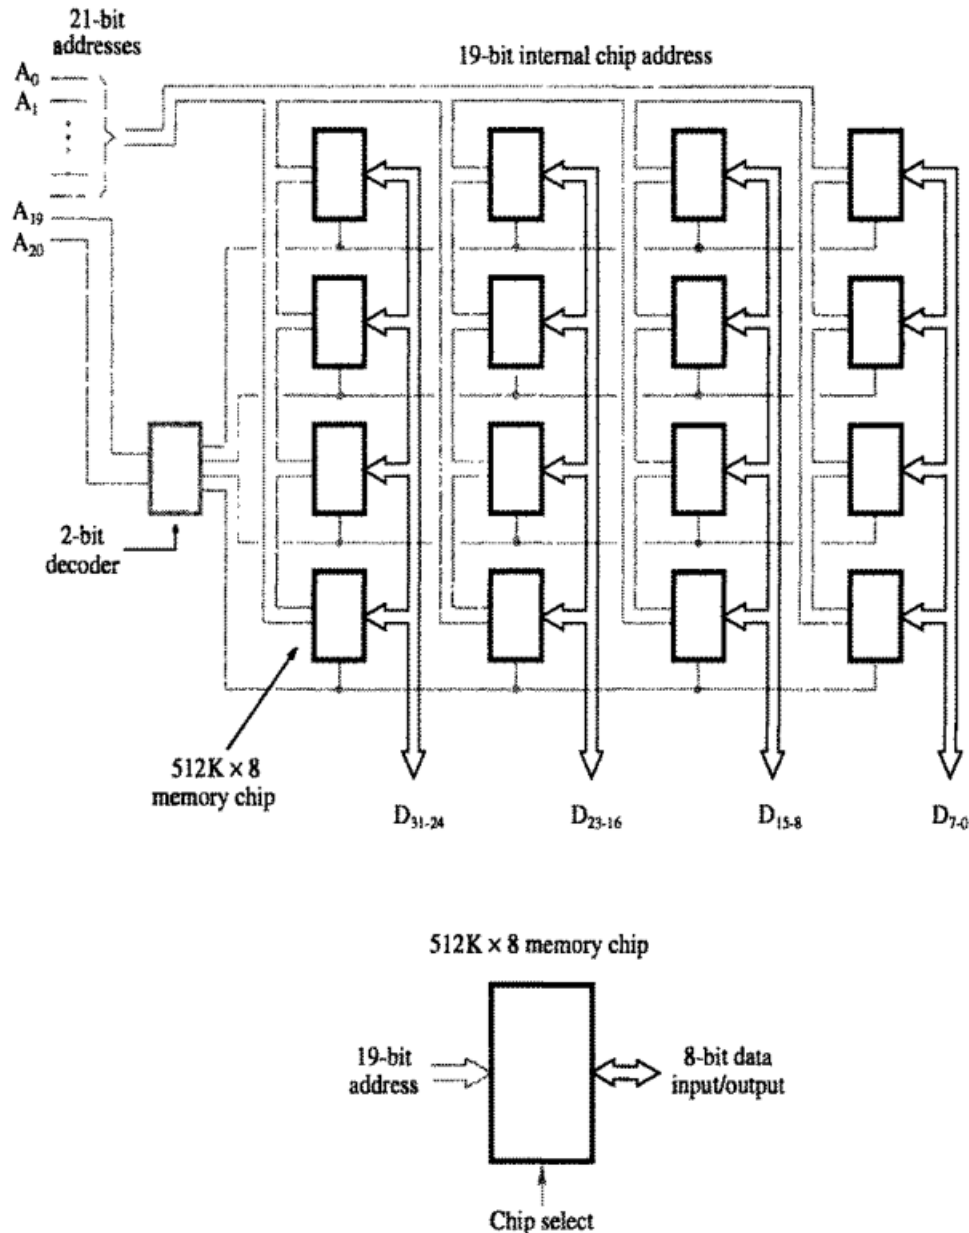 21-bit
addresses
19-bit internal chip address
A₀
A₁
A₁₉
A₂₀
2-bit
decoder
512K × 8
memory chip
D₃₁₋₂₄
D₂₃₋₁₆
D₁₅₋₈
D₇₋₀
512K × 8 memory chip
19-bit
address
8-bit data
input/output
Chip select